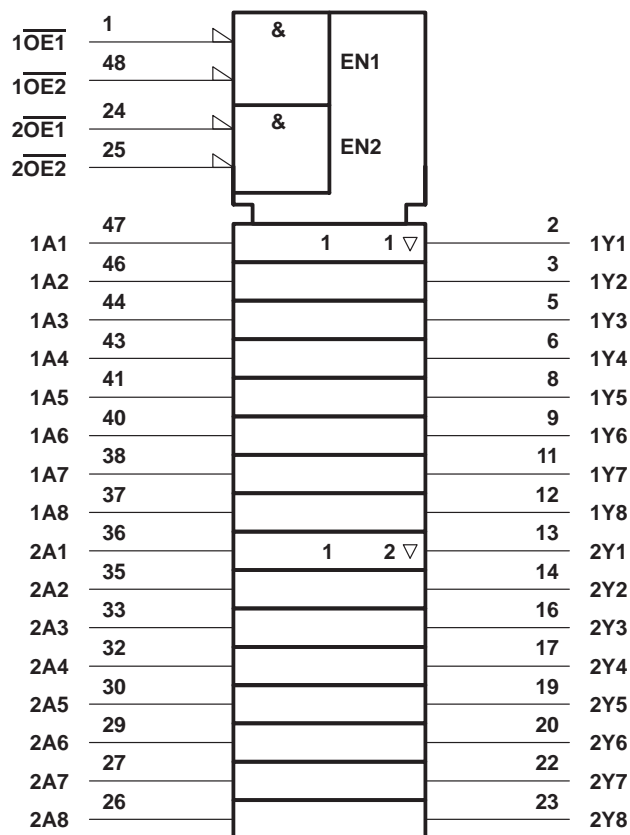 1OE1 1 & EN1
1OE2 48
2OE1 24 & EN2
2OE2 25
1A1 47 1 1 ▽ 2 1Y1
1A2 46 3 1Y2
1A3 44 5 1Y3
1A4 43 6 1Y4
1A5 41 8 1Y5
1A6 40 9 1Y6
1A7 38 11 1Y7
1A8 37 12 1Y8
2A1 36 1 2 ▽ 13 2Y1
2A2 35 14 2Y2
2A3 33 16 2Y3
2A4 32 17 2Y4
2A5 30 19 2Y5
2A6 29 20 2Y6
2A7 27 22 2Y7
2A8 26 23 2Y8